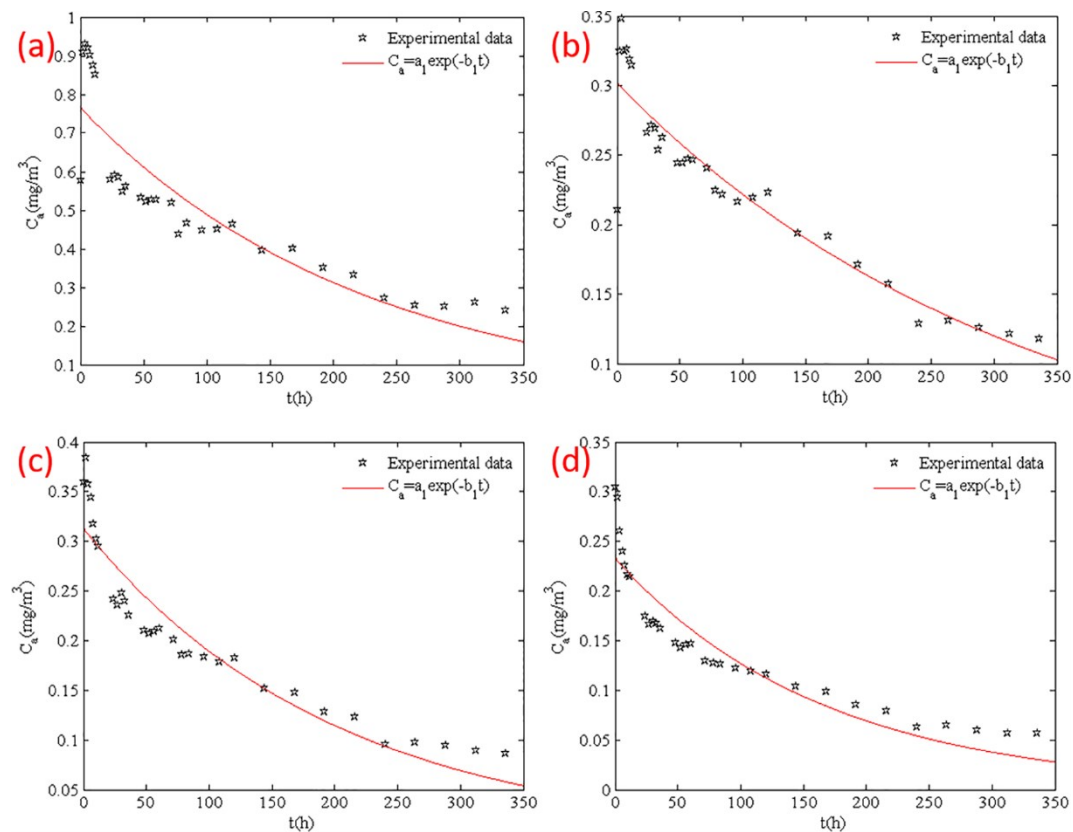 (a)
Experimental data
Cₐ=a₁exp(-b₁t)
1
0.9
0.8
0.7
0.6
0.5
0.4
0.3
0.2
0.1
Cₐ(mg/m³)
0 50 100 150 200 250 300 350
t(h)
(b)
Experimental data
Cₐ=a₁exp(-b₁t)
0.35
0.3
0.25
0.2
0.15
0.1
Cₐ(mg/m³)
0 50 100 150 200 250 300 350
t(h)
(c)
Experimental data
Cₐ=a₁exp(-b₁t)
0.4
0.35
0.3
0.25
0.2
0.15
0.1
0.05
Cₐ(mg/m³)
0 50 100 150 200 250 300 350
t(h)
(d)
Experimental data
Cₐ=a₁exp(-b₁t)
0.35
0.3
0.25
0.2
0.15
0.1
0.05
0
Cₐ(mg/m³)
0 50 100 150 200 250 300 350
t(h)